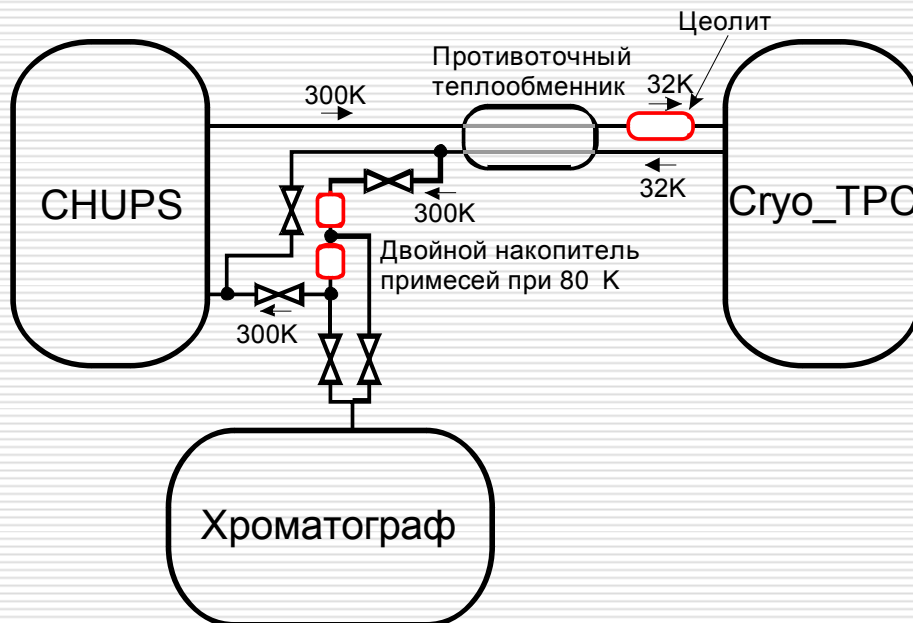 Цеолит
Противоточный
теплообменник
32K
300K
CHUPS
Cryo_TPC
32K
300K
Двойной накопитель
примесей при 80 K
300K
Хроматограф